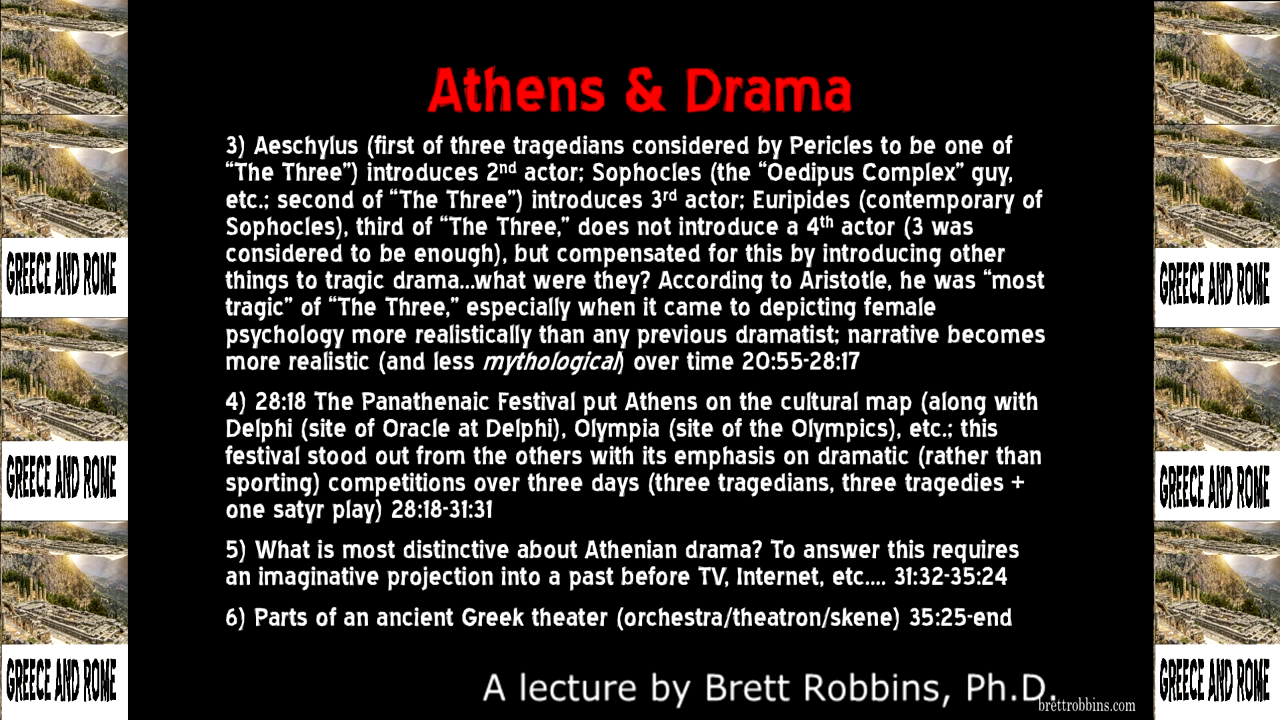 Athens & Drama
3) Aeschylus (first of three tragedians considered by Pericles to be one of
“The Three”) introduces 2nd actor; Sophocles (the “Oedipus Complex” guy,
etc.; second of “The Three”) introduces 3rd actor; Euripides (contemporary of
Sophocles), third of “The Three,” does not introduce a 4th actor (3 was
considered to be enough), but compensated for this by introducing other
things to tragic drama...what were they? According to Aristotle, he was “most
tragic” of “The Three,” especially when it came to depicting female
psychology more realistically than any previous dramatist; narrative becomes
more realistic (and less mythological) over time 20:55-28:17
4) 28:18 The Panathenaic Festival put Athens on the cultural map (along with
Delphi (site of Oracle at Delphi), Olympia (site of the Olympics), etc.; this
festival stood out from the others with its emphasis on dramatic (rather than
sporting) competitions over three days (three tragedians, three tragedies +
one satyr play) 28:18-31:31
5) What is most distinctive about Athenian drama? To answer this requires
an imaginative projection into a past before TV, Internet, etc.... 31:32-35:24
6) Parts of an ancient Greek theater (orchestra/theatron/skene) 35:25-end
A lecture by Brett Robbins, Ph.D.
brettrobbins.com
GREECE AND ROME
GREECE AND ROME
GREECE AND ROME
GREECE AND ROME
GREECE AND ROME
GREECE AND ROME